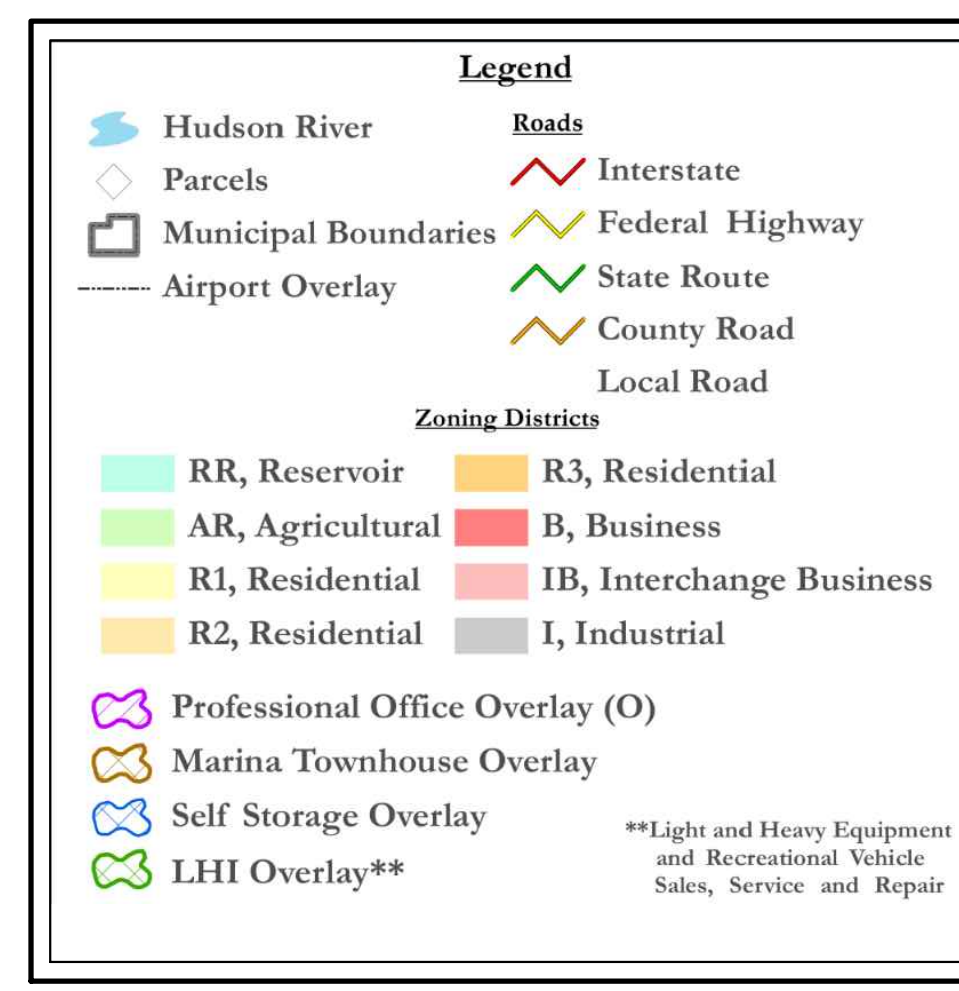 Legend
Hudson River
Parcels
Municipal Boundaries
Airport Overlay
Roads
Interstate
Federal Highway
State Route
County Road
Local Road
Zoning Districts
RR, Reservoir
AR, Agricultural
R1, Residential
R2, Residential
R3, Residential
B, Business
IB, Interchange Business
I, Industrial
Professional Office Overlay (O)
Marina Townhouse Overlay
Self Storage Overlay
LHI Overlay**
**Light and Heavy Equipment
and Recreational Vehicle
Sales, Service and Repair